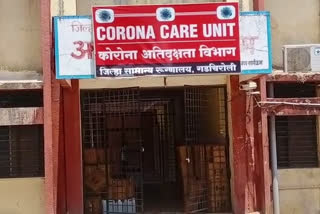 CORONA CARE UNIT
कोरोना अतिदक्षता विभाग
जिल्हा सामान्य रूग्णालय, गडचिरोली